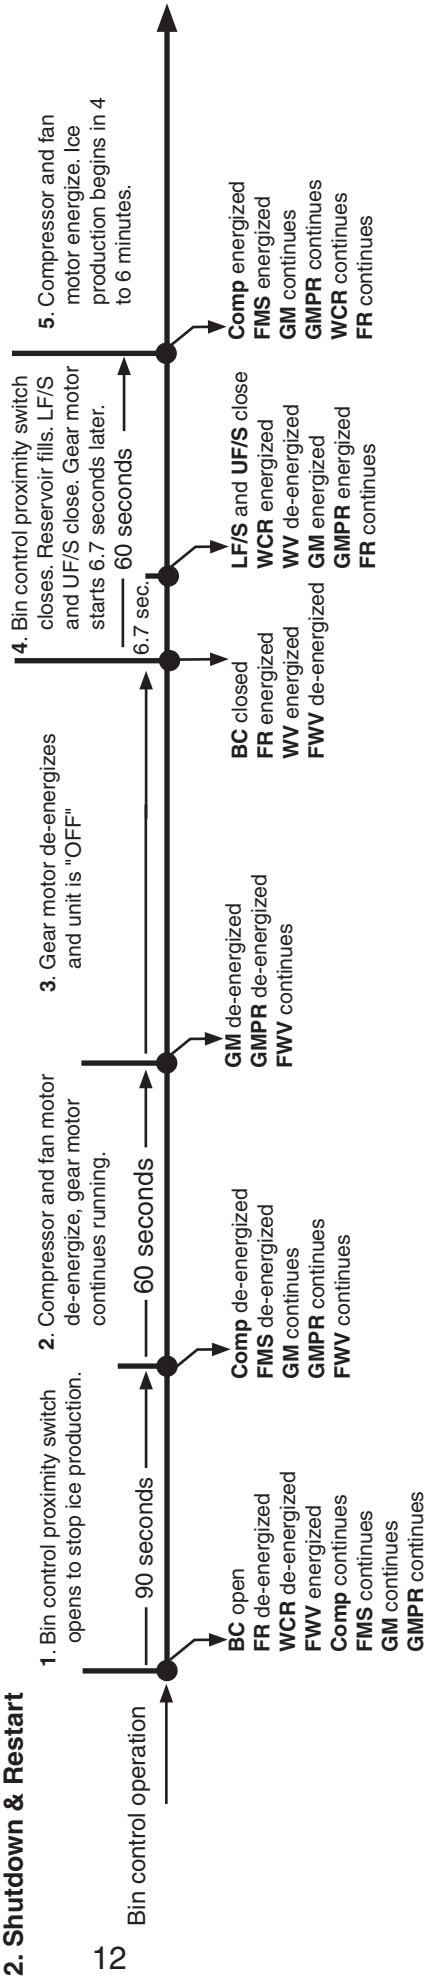 2. Shutdown & Restart
12
Bin control operation
1. Bin control proximity switch
opens to stop ice production.
90 seconds
BC open
FR de-energized
WCR de-energized
FWV energized
Comp continues
FMS continues
GM continues
GMPR continues
2. Compressor and fan motor
de-energize, gear motor
continues running.
60 seconds
Comp de-energized
FMS de-energized
GM continues
GMPR continues
FWV continues
3. Gear motor de-energizes
and unit is "OFF"
GM de-energized
GMPR de-energized
FWV continues
4. Bin control proximity switch
closes. Reservoir fills. LF/S
and UF/S close. Gear motor
starts 6.7 seconds later.
60 seconds
6.7 sec.
BC closed
FR energized
WV energized
FWV de-energized
LF/S and UF/S close
WCR energized
WV de-energized
GM energized
GMPR energized
FR continues
5. Compressor and fan
motor energize. Ice
production begins in 4
to 6 minutes.
Comp energized
FMS energized
GM continues
GMPR continues
WCR continues
FR continues